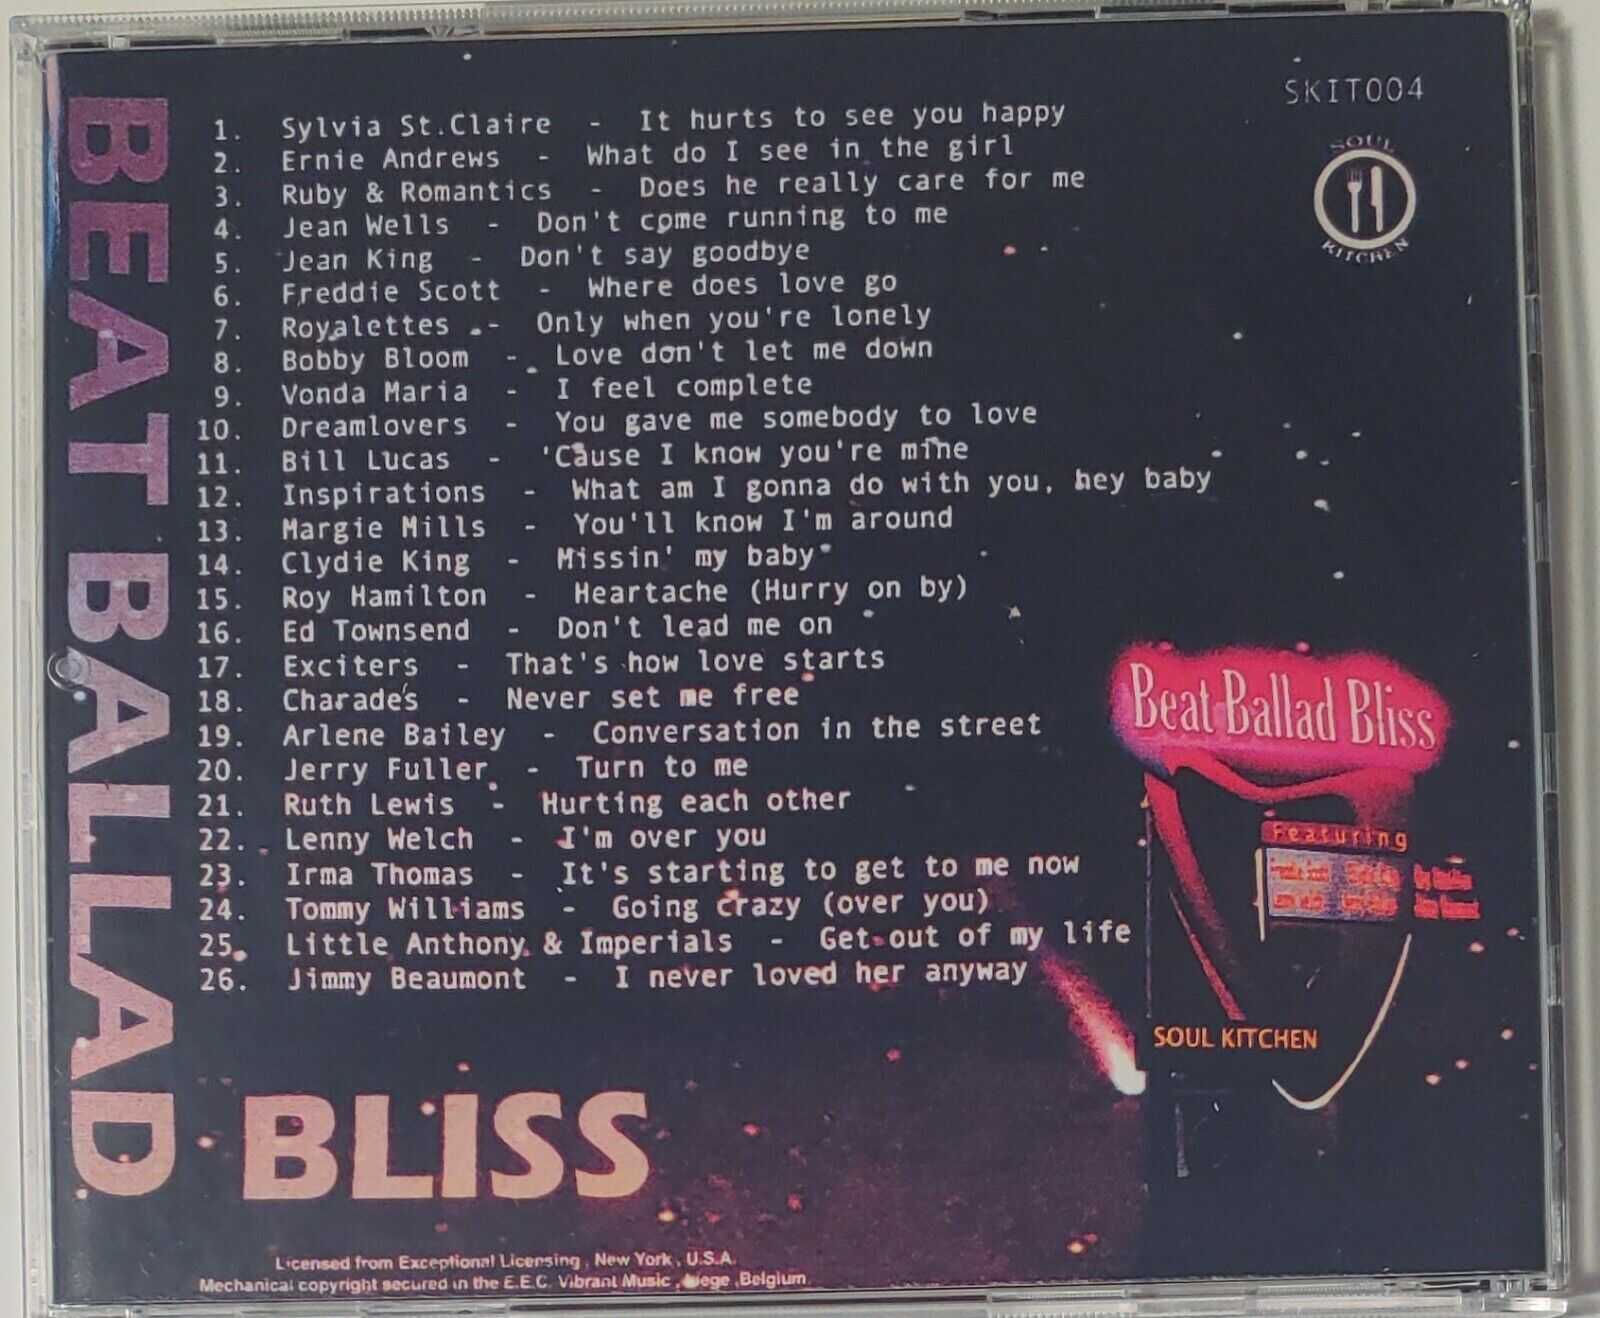 SKIT004
SOUL
KITCHEN
BEAT BALLAD
BLISS
1. Sylvia St.Claire - It hurts to see you happy
2. Ernie Andrews - What do I see in the girl
3. Ruby & Romantics - Does he really care for me
4. Jean Wells - Don't come running to me
5. Jean King - Don't say goodbye
6. Freddie Scott - Where does love go
7. Royalettes - Only when you're lonely
8. Bobby Bloom - Love don't let me down
9. Vonda Maria - I feel complete
10. Dreamlovers - You gave me somebody to love
11. Bill Lucas - 'Cause I know you're mine
12. Inspirations - What am I gonna do with you, hey baby
13. Margie Mills - You'll know I'm around
14. Clydie King - Missin' my baby
15. Roy Hamilton - Heartache (Hurry on by)
16. Ed Townsend - Don't lead me on
17. Exciters - That's how love starts
18. Charades - Never set me free
19. Arlene Bailey - Conversation in the street
20. Jerry Fuller - Turn to me
21. Ruth Lewis - Hurting each other
22. Lenny Welch - I'm over you
23. Irma Thomas - It's starting to get to me now
24. Tommy Williams - Going crazy (over you)
25. Little Anthony & Imperials - Get out of my life
26. Jimmy Beaumont - I never loved her anyway
Beat Ballad Bliss
Featuring
SOUL KITCHEN
Licensed from Exceptional Licensing, New York, U.S.A.
Mechanical copyright secured in the E.E.C. Vibrant Music, Liege, Belgium